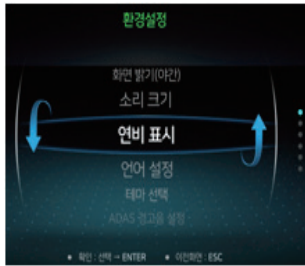 환경설정
화면 밝기(야간)
소리 크기
연비 표시
언어 설정
테마 선택
ADAS 경고음 설정
• 확인 : 선택 → ENTER • 이전화면 : ESC